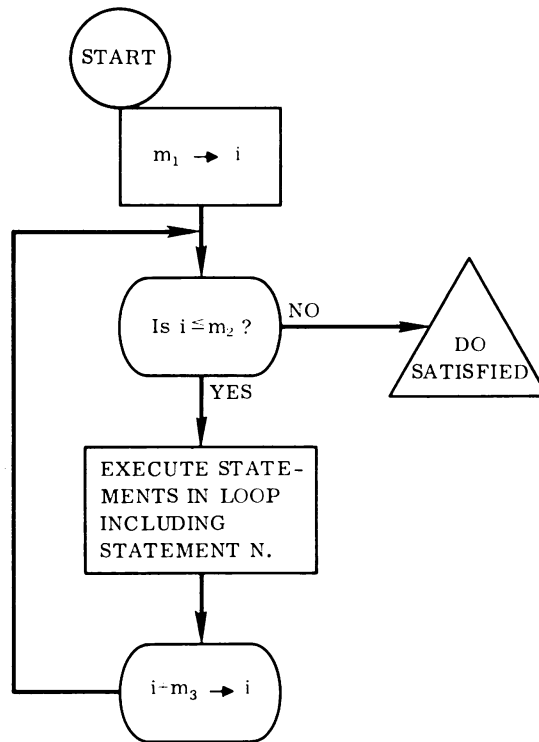 START
m₁ → i
Is i ≦ m₂ ?
NO
DO
SATISFIED
YES
EXECUTE STATE-
MENTS IN LOOP
INCLUDING
STATEMENT N.
i-m₃ → i